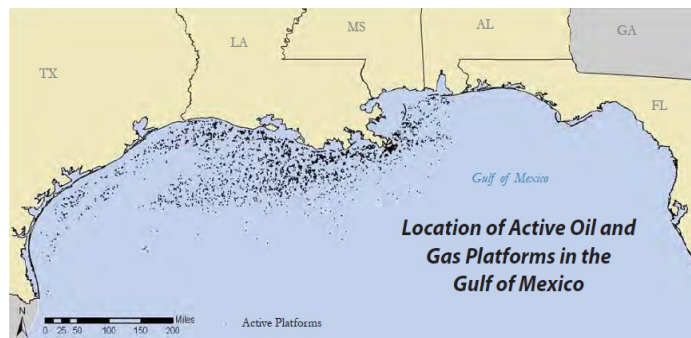 MS
AL
GA
LA
TX
FL
Gulf of Mexico
Location of Active Oil and
Gas Platforms in the
Gulf of Mexico
N
Miles
0 25 50 100 150 200
Active Platforms